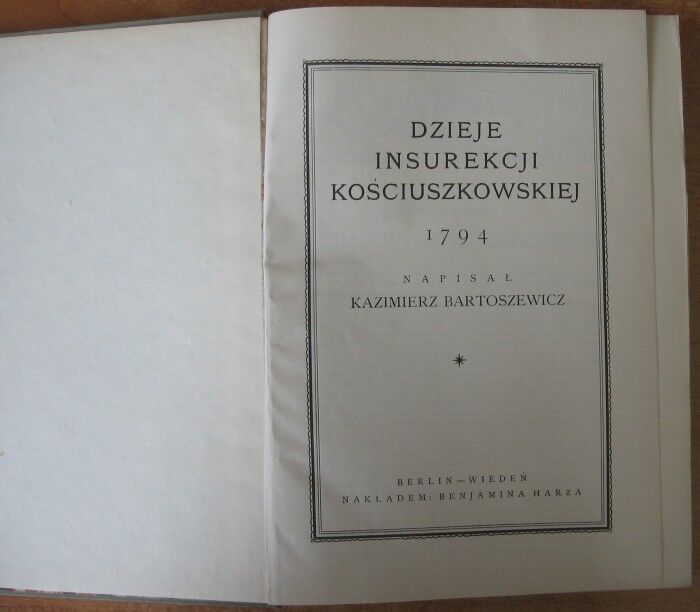 DZIEJE
INSUREKCJI
KOŚCIUSZKOWSKIEJ
1794
NAPISAŁ
KAZIMIERZ BARTOSZEWICZ
BERLIN—WIEDEŃ
NAKŁADEM: BENJAMINA HARZA